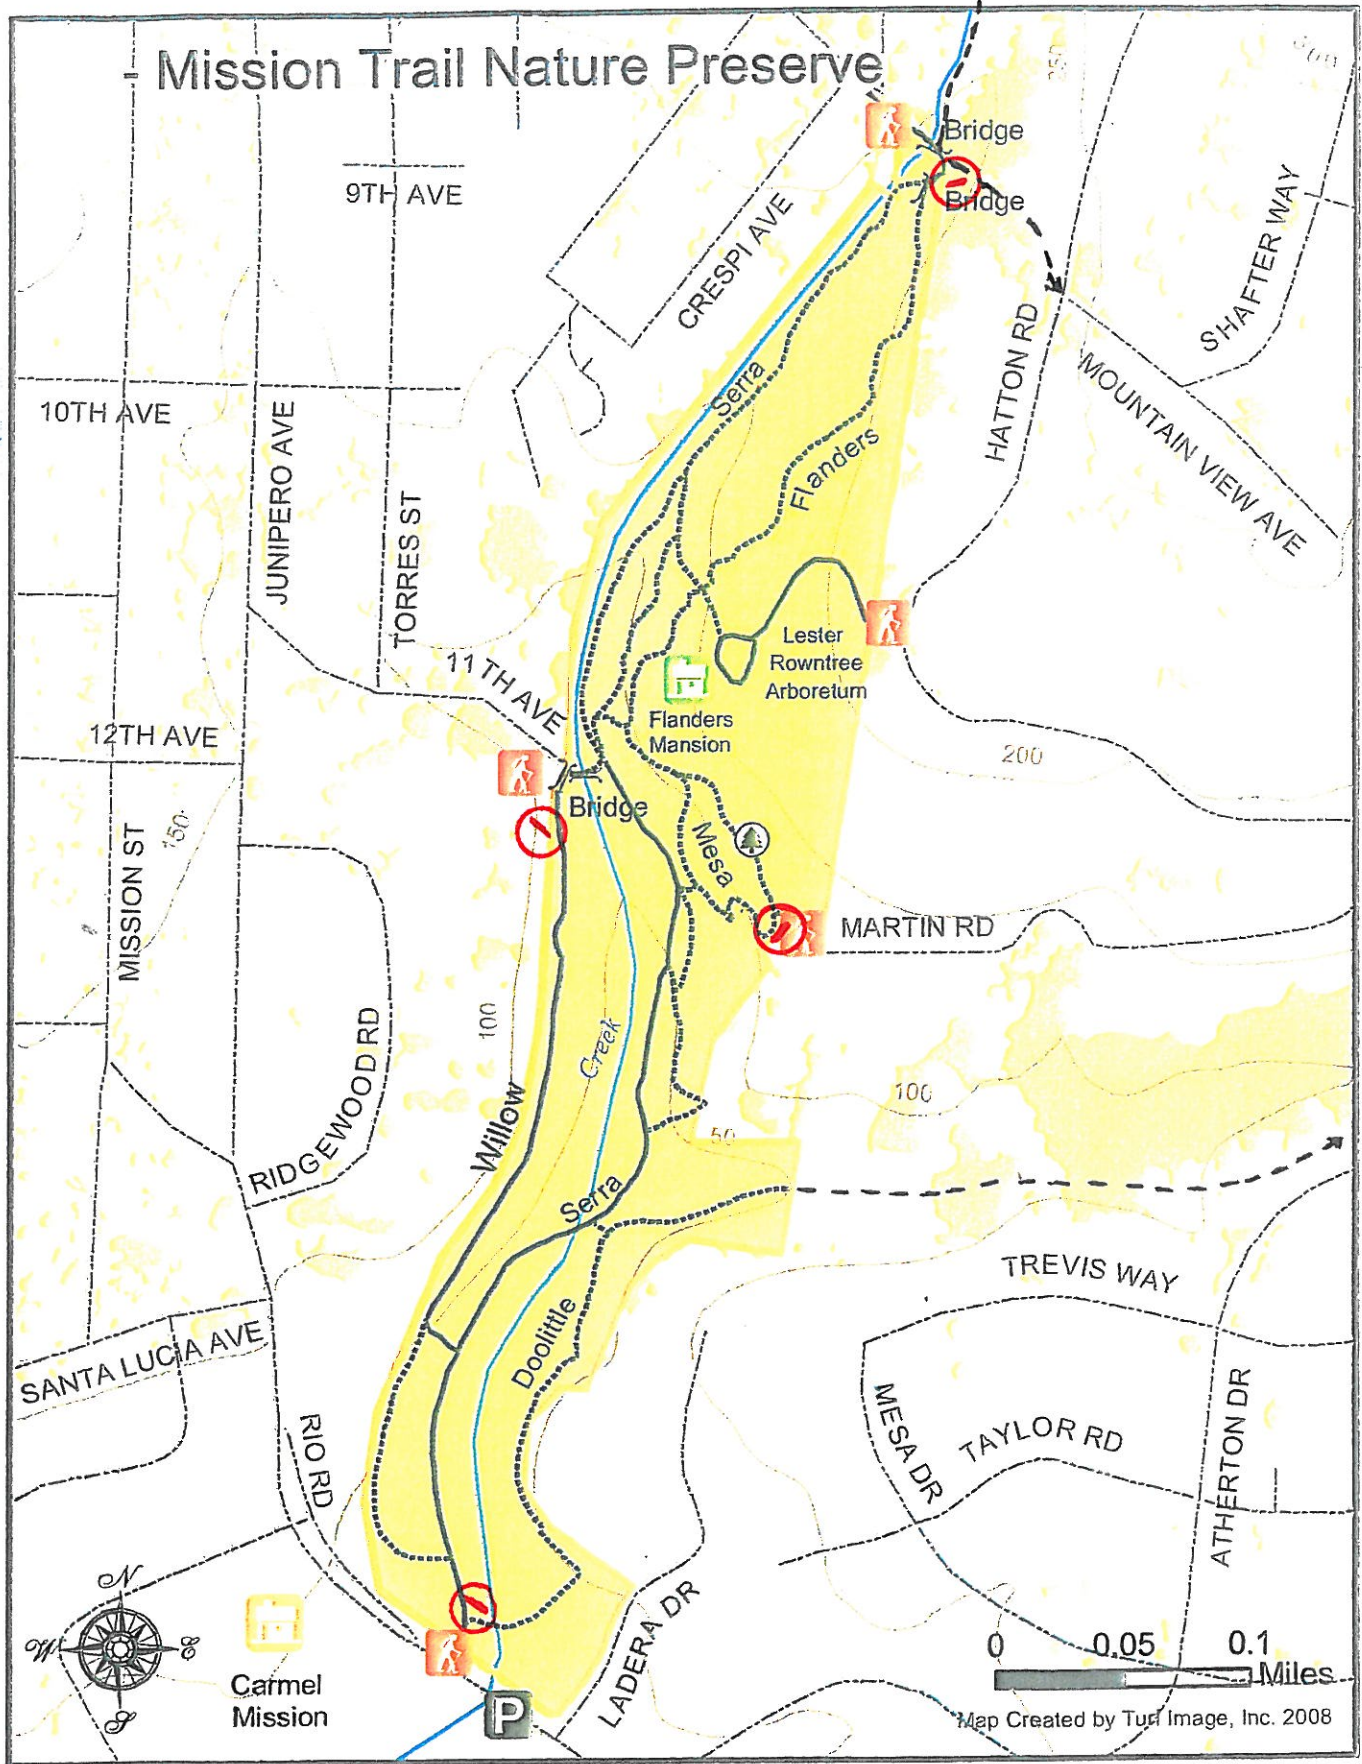 Mission Trail Nature Preserve
300
250
Bridge
9TH AVE
Bridge
SHAFTER WAY
CRESPI AVE
HATTON RD
MOUNTAIN VIEW AVE
Serra
10TH AVE
JUNIPERO AVE
Flanders
TORRES ST
Lester
Rowntree
Arboretum
11 TH AVE
Flanders
Mansion
12TH AVE
200
Bridge
150
MISSION ST
Mesa
MARTIN RD
100
Creek
RIDGEWOOD RD
100
Willow
50
Serra
TREVIS WAY
Doolittle
SANTA LUCIA AVE
MESA DR
TAYLOR RD
ATHERTON DR
RIO RD
N
W
E
S
LADERA DR
Carmel
Mission
P
0 0.05 0.1
Miles
Map Created by Turf Image, Inc. 2008